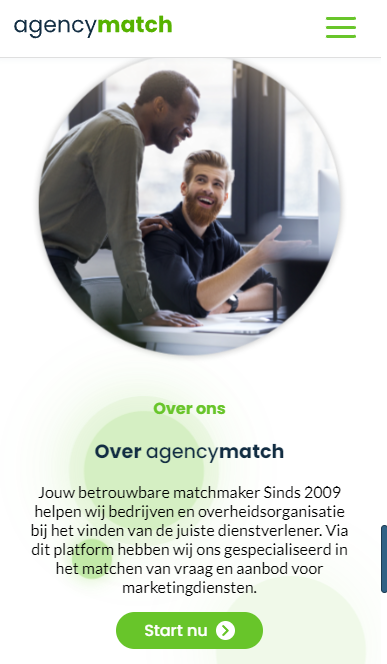 agencymatch
Over ons
Over agencymatch
Jouw betrouwbare matchmaker Sinds 2009
helpen wij bedrijven en overheidsorganisatie
bij het vinden van de juiste dienstverlener. Via
dit platform hebben wij ons gespecialiseerd in
het matchen van vraag en aanbod voor
marketingdiensten.
Start nu